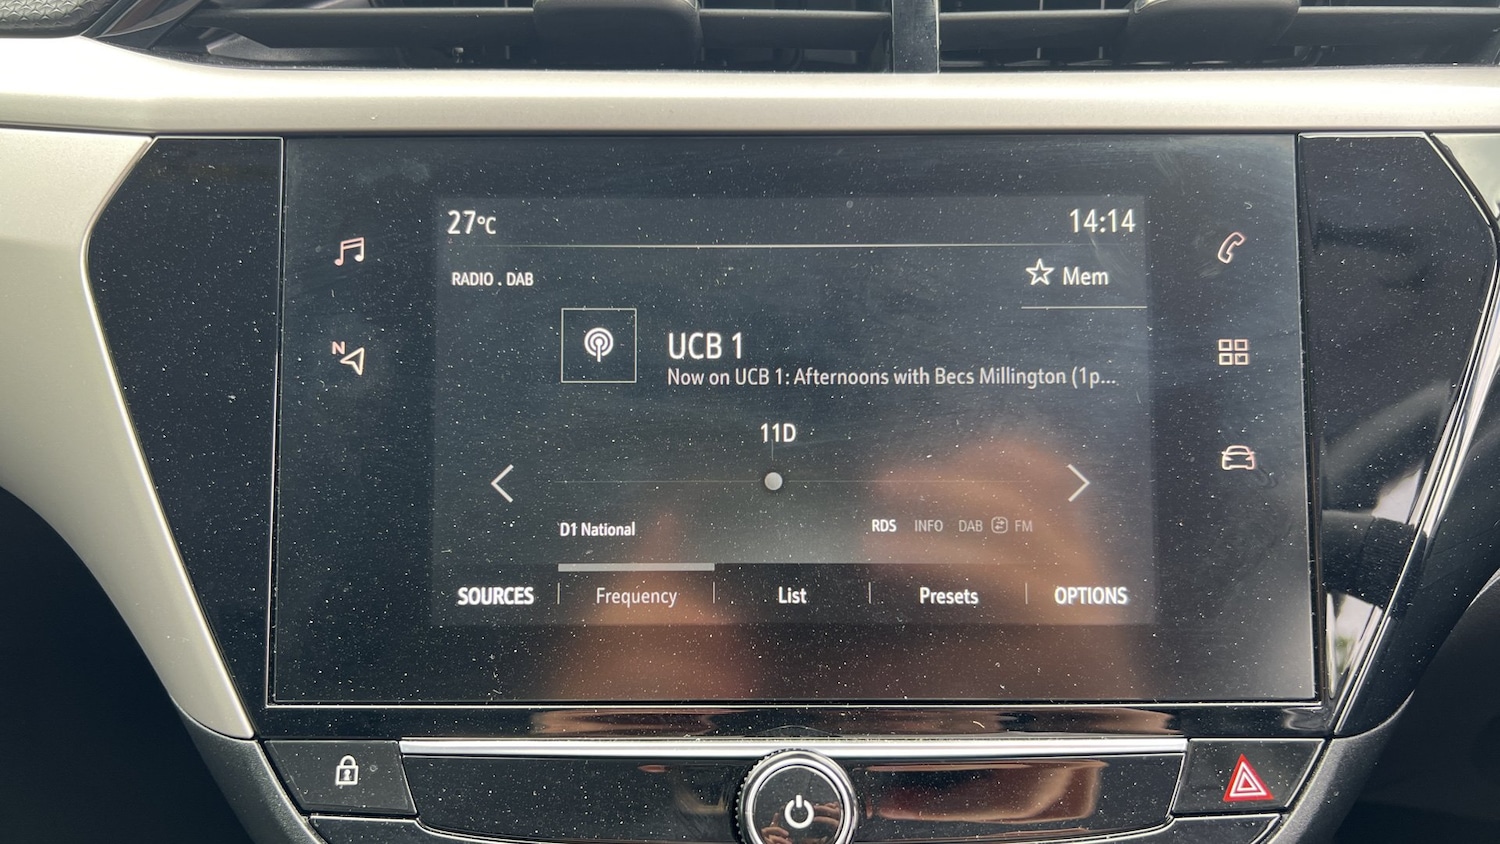 27°C
14:14
RADIO . DAB
Mem
UCB 1
Now on UCB 1: Afternoons with Becs Millington (1p...
11D
N
D1 National
RDS INFO DAB FM
SOURCES Frequency List Presets OPTIONS